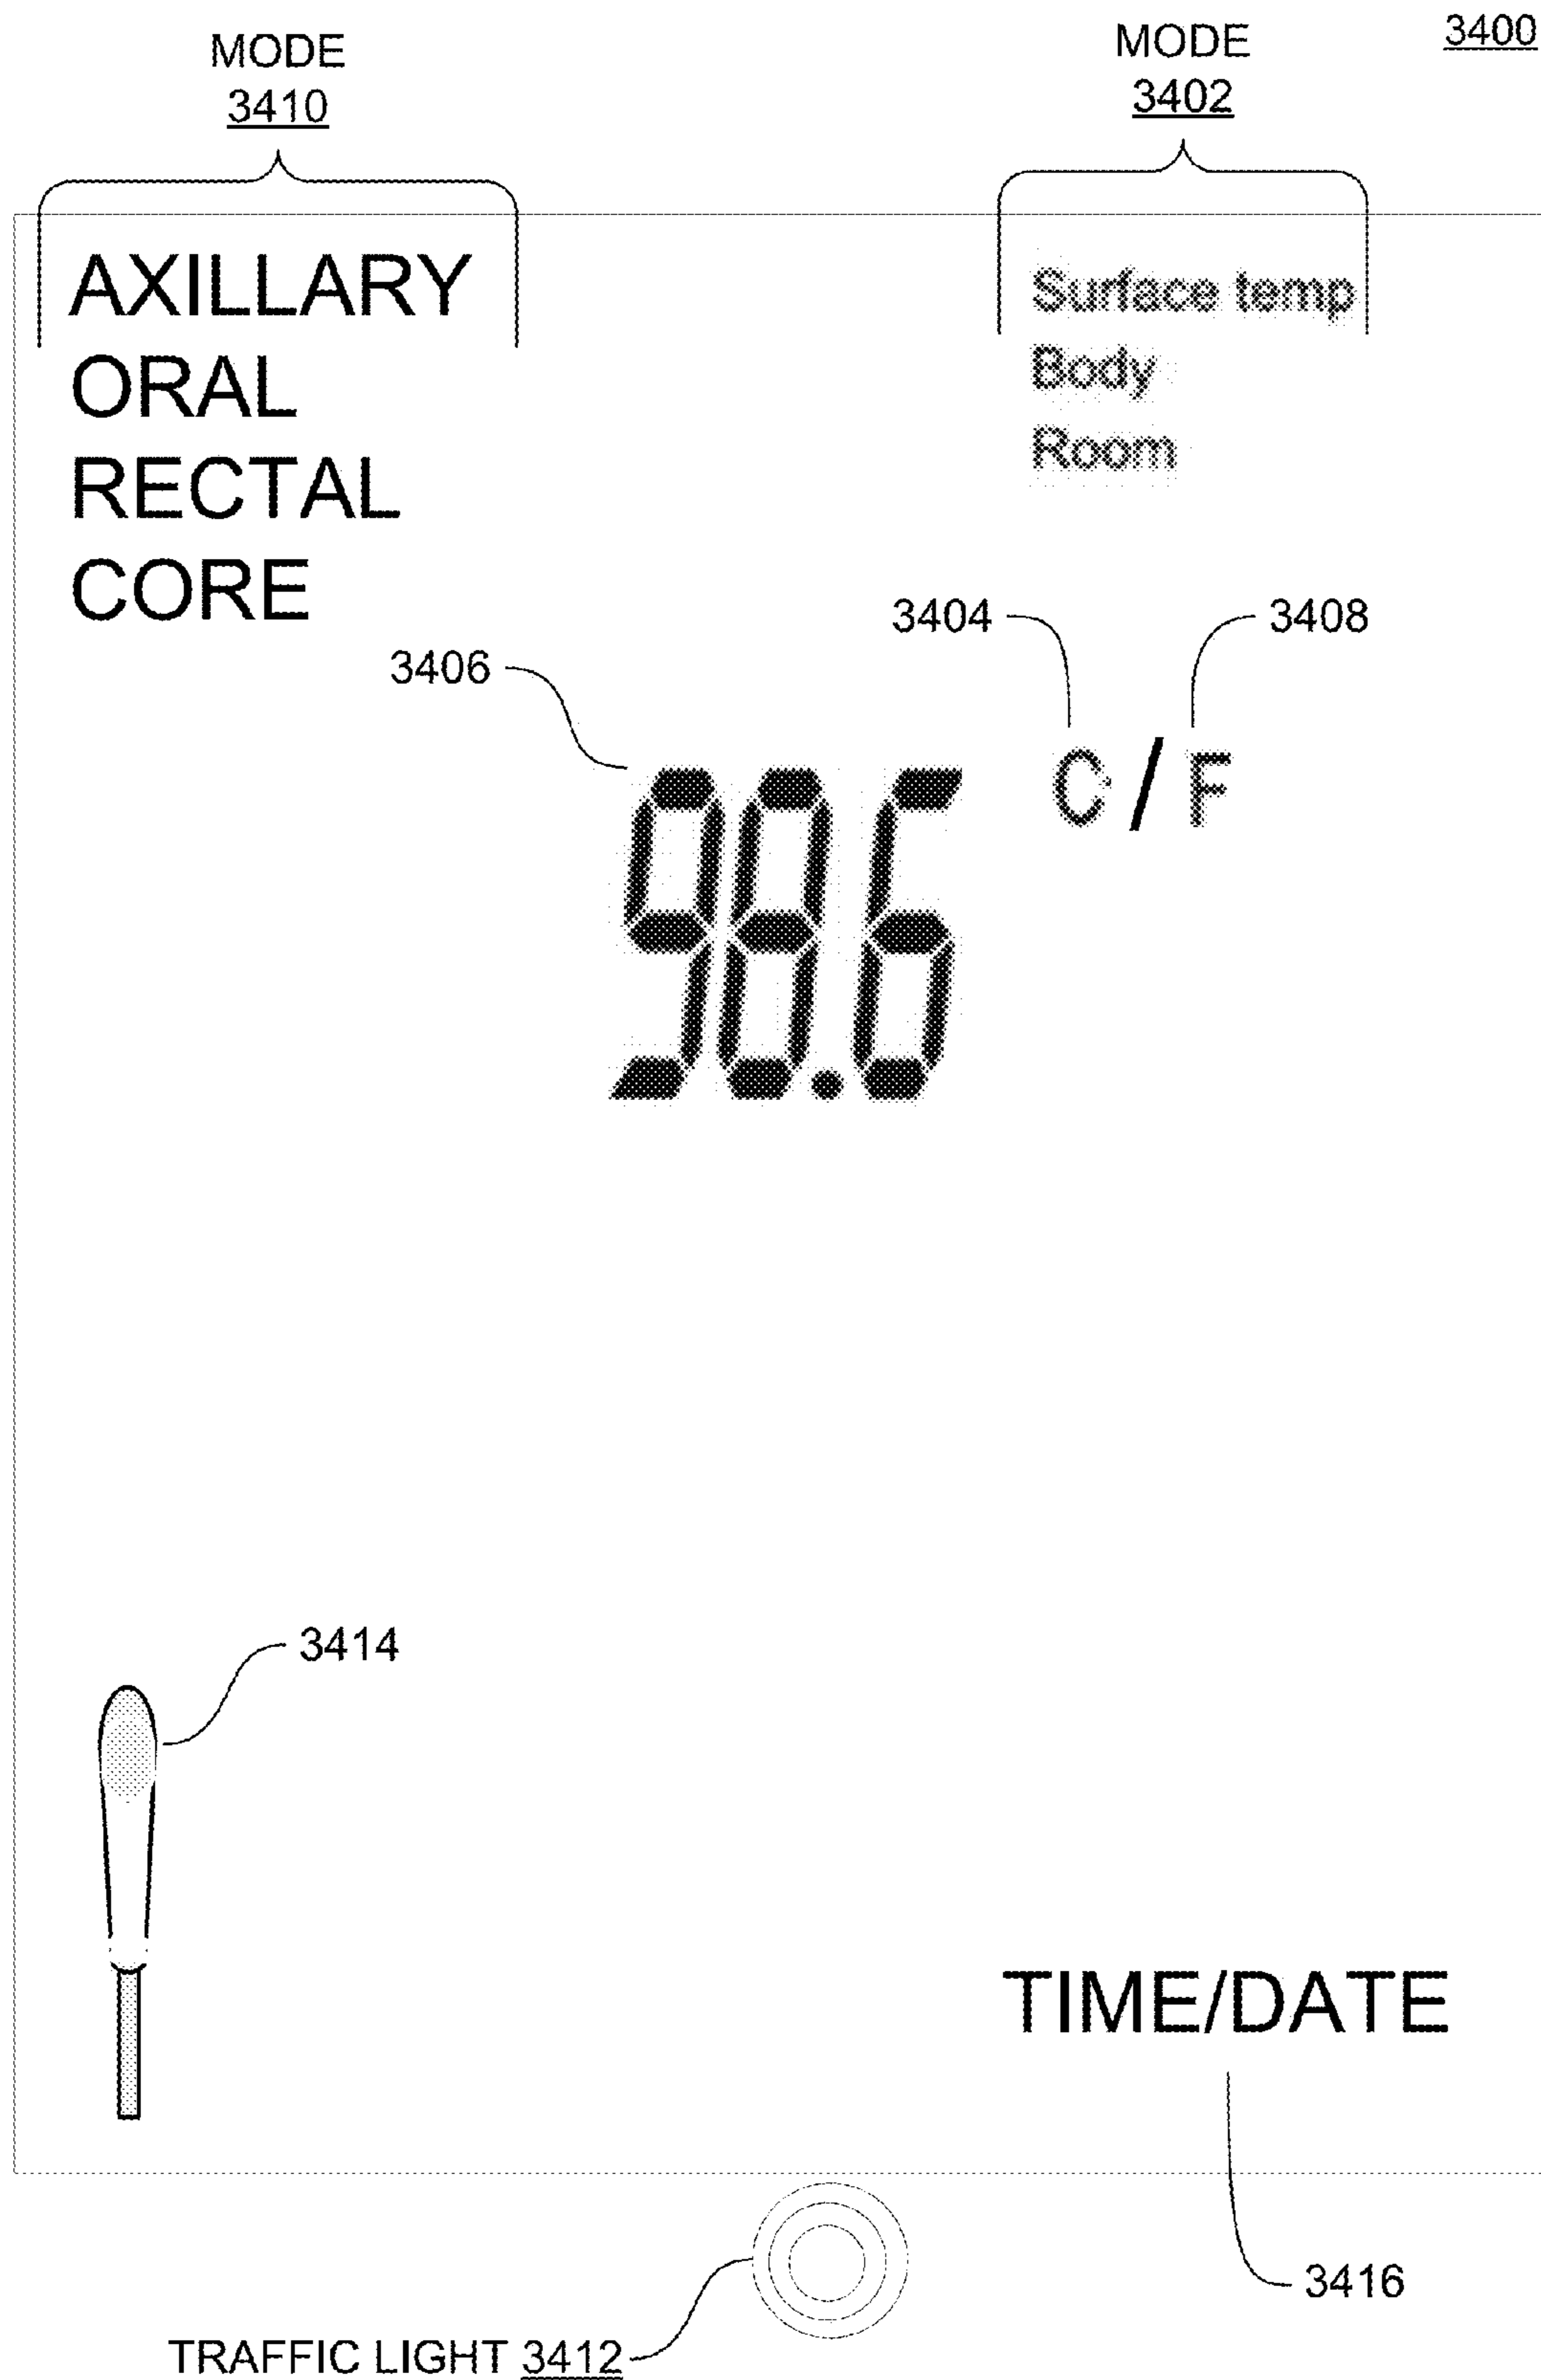 3400
MODE
3410
MODE
3402
AXILLARY
ORAL
RECTAL
CORE
Surface temp
Body
Room
3404
3408
3406
C / F
98.6
3414
TIME/DATE
3416
TRAFFIC LIGHT 3412